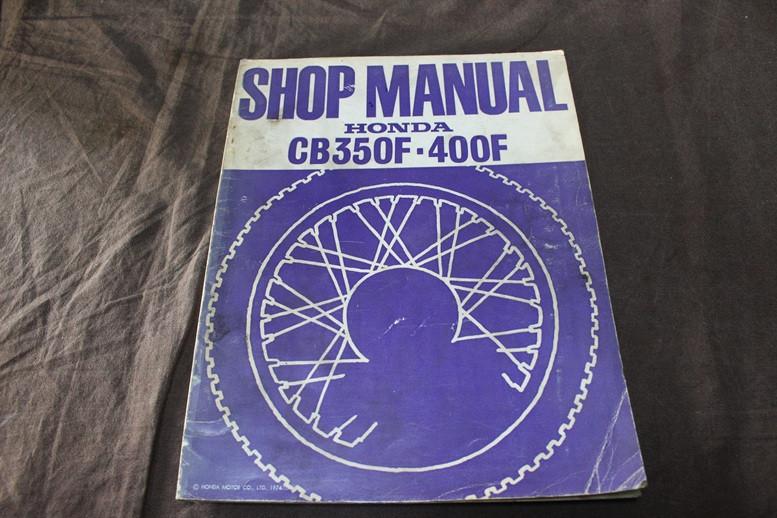 SHOP MANUAL
HONDA
CB350F·400F
© HONDA MOTOR CO., LTD. 1974